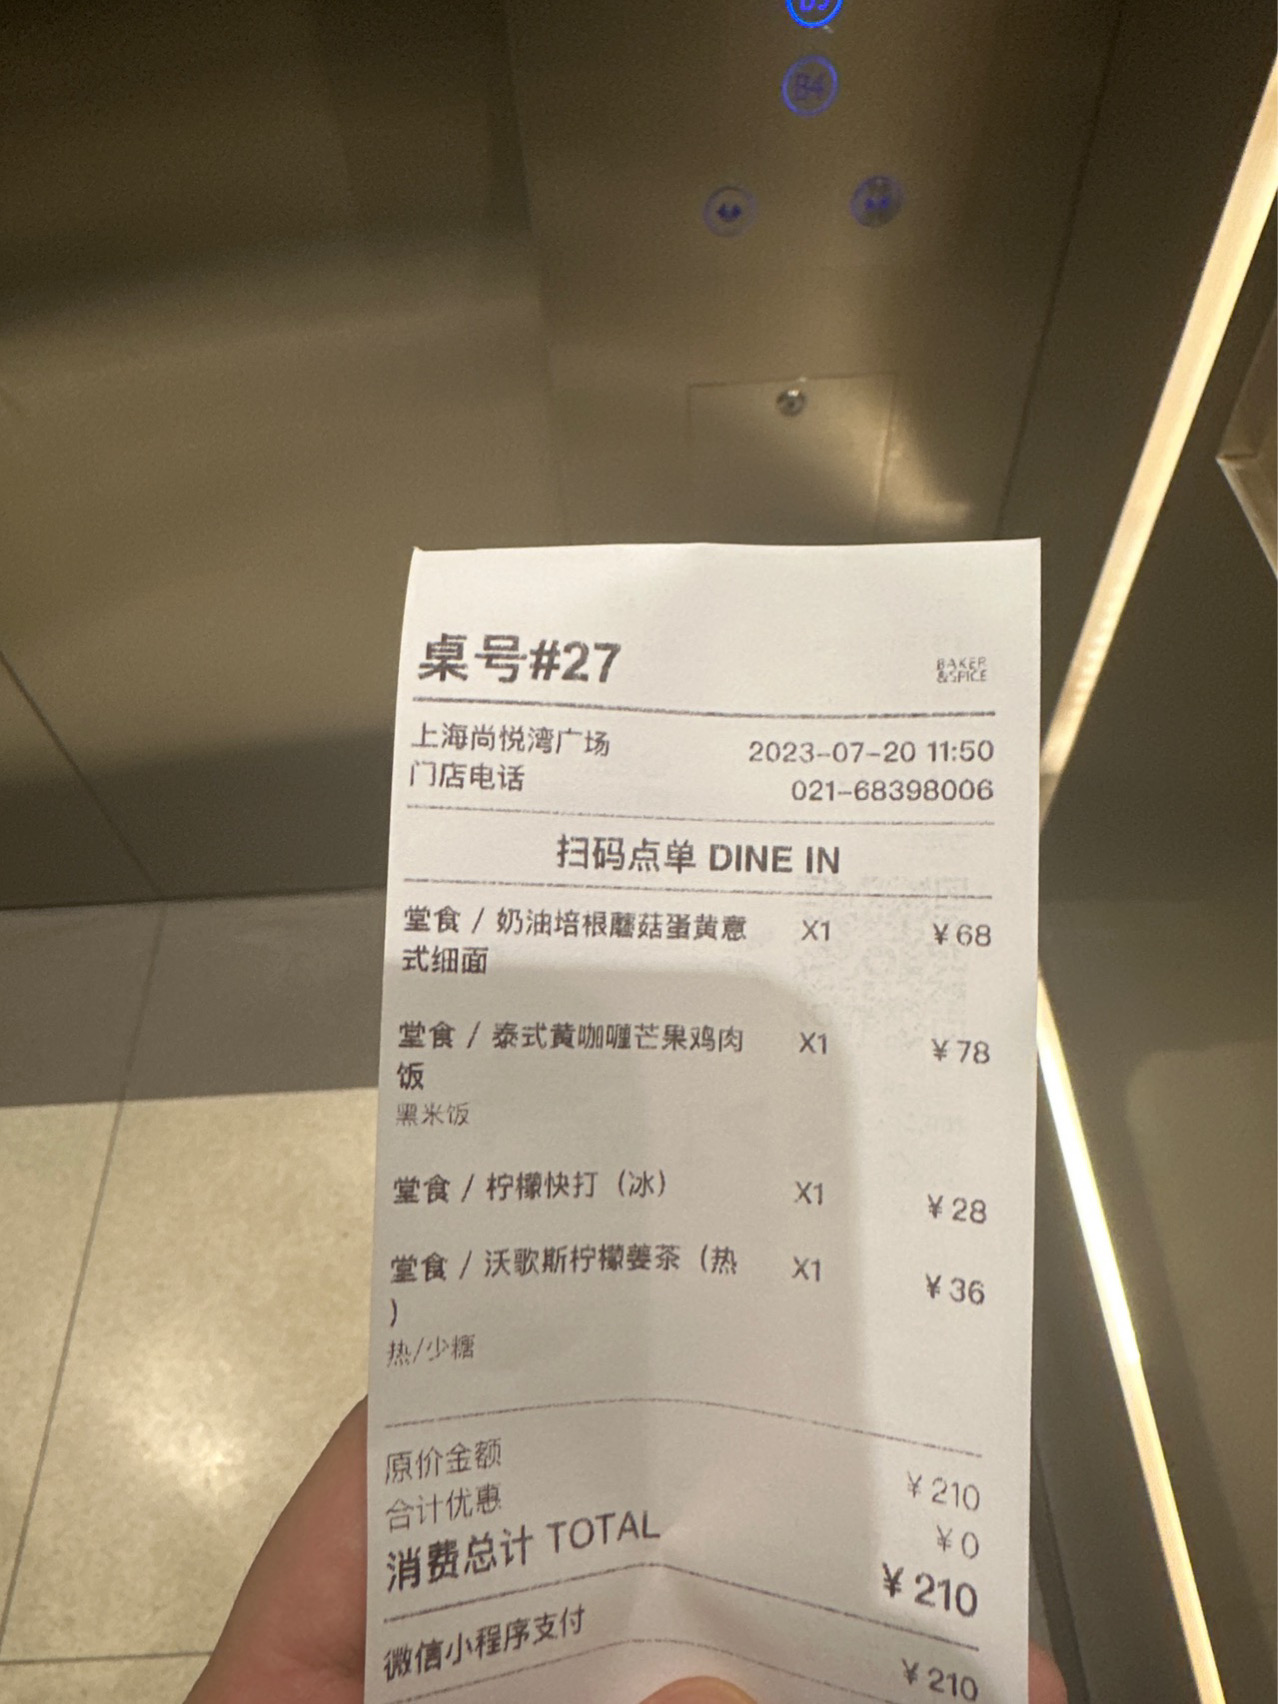 B4
桌号#27
BAKER
&SPICE
上海尚悦湾广场 2023-07-20 11:50
门店电话 021-68398006
扫码点单 DINE IN
堂食 / 奶油培根蘑菇蛋黄意 X1 ¥68
式细面
堂食 / 泰式黄咖喱芒果鸡肉 X1 ¥78
饭
黑米饭
堂食 / 柠檬快打（冰） X1 ¥28
堂食 / 沃歌斯柠檬姜茶（热 X1 ¥36
）
热/少糖
原价金额 ¥210
合计优惠 ¥0
消费总计 TOTAL ¥210
微信小程序支付 ¥210